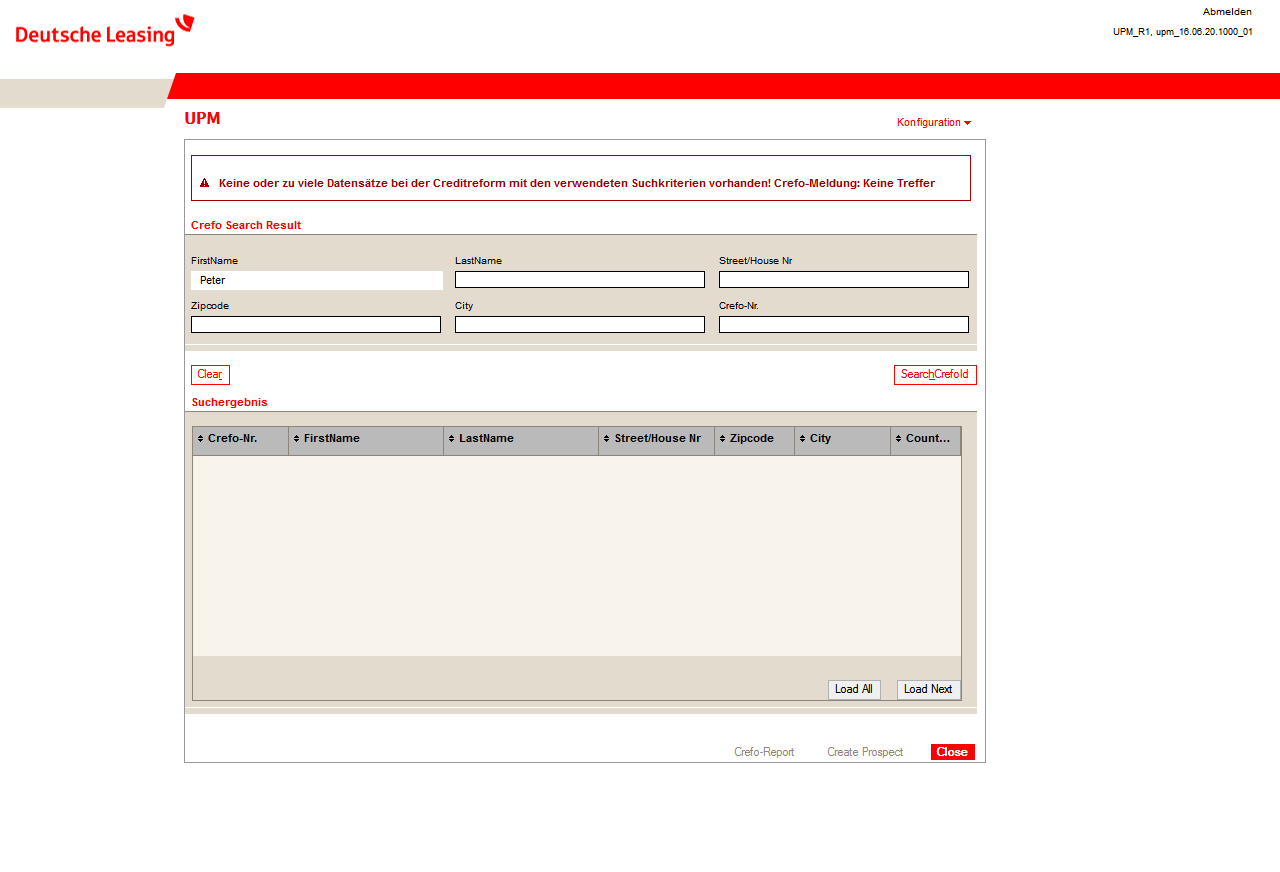 Deutsche Leasing
Abmelden
UPM_R1, upm_16.06.20.1000_01
UPM
Konfiguration
Keine oder zu viele Datensätze bei der Creditreform mit den verwendeten Suchkriterien vorhanden! Crefo-Meldung: Keine Treffer
Crefo Search Result
FirstName LastName Street/House Nr
Peter
Zipcode City Crefo-Nr.
Clear SearchCrefoId
Suchergebnis
Crefo-Nr. FirstName LastName Street/House Nr Zipcode City Count...
Load All Load Next
Crefo-Report Create Prospect Close